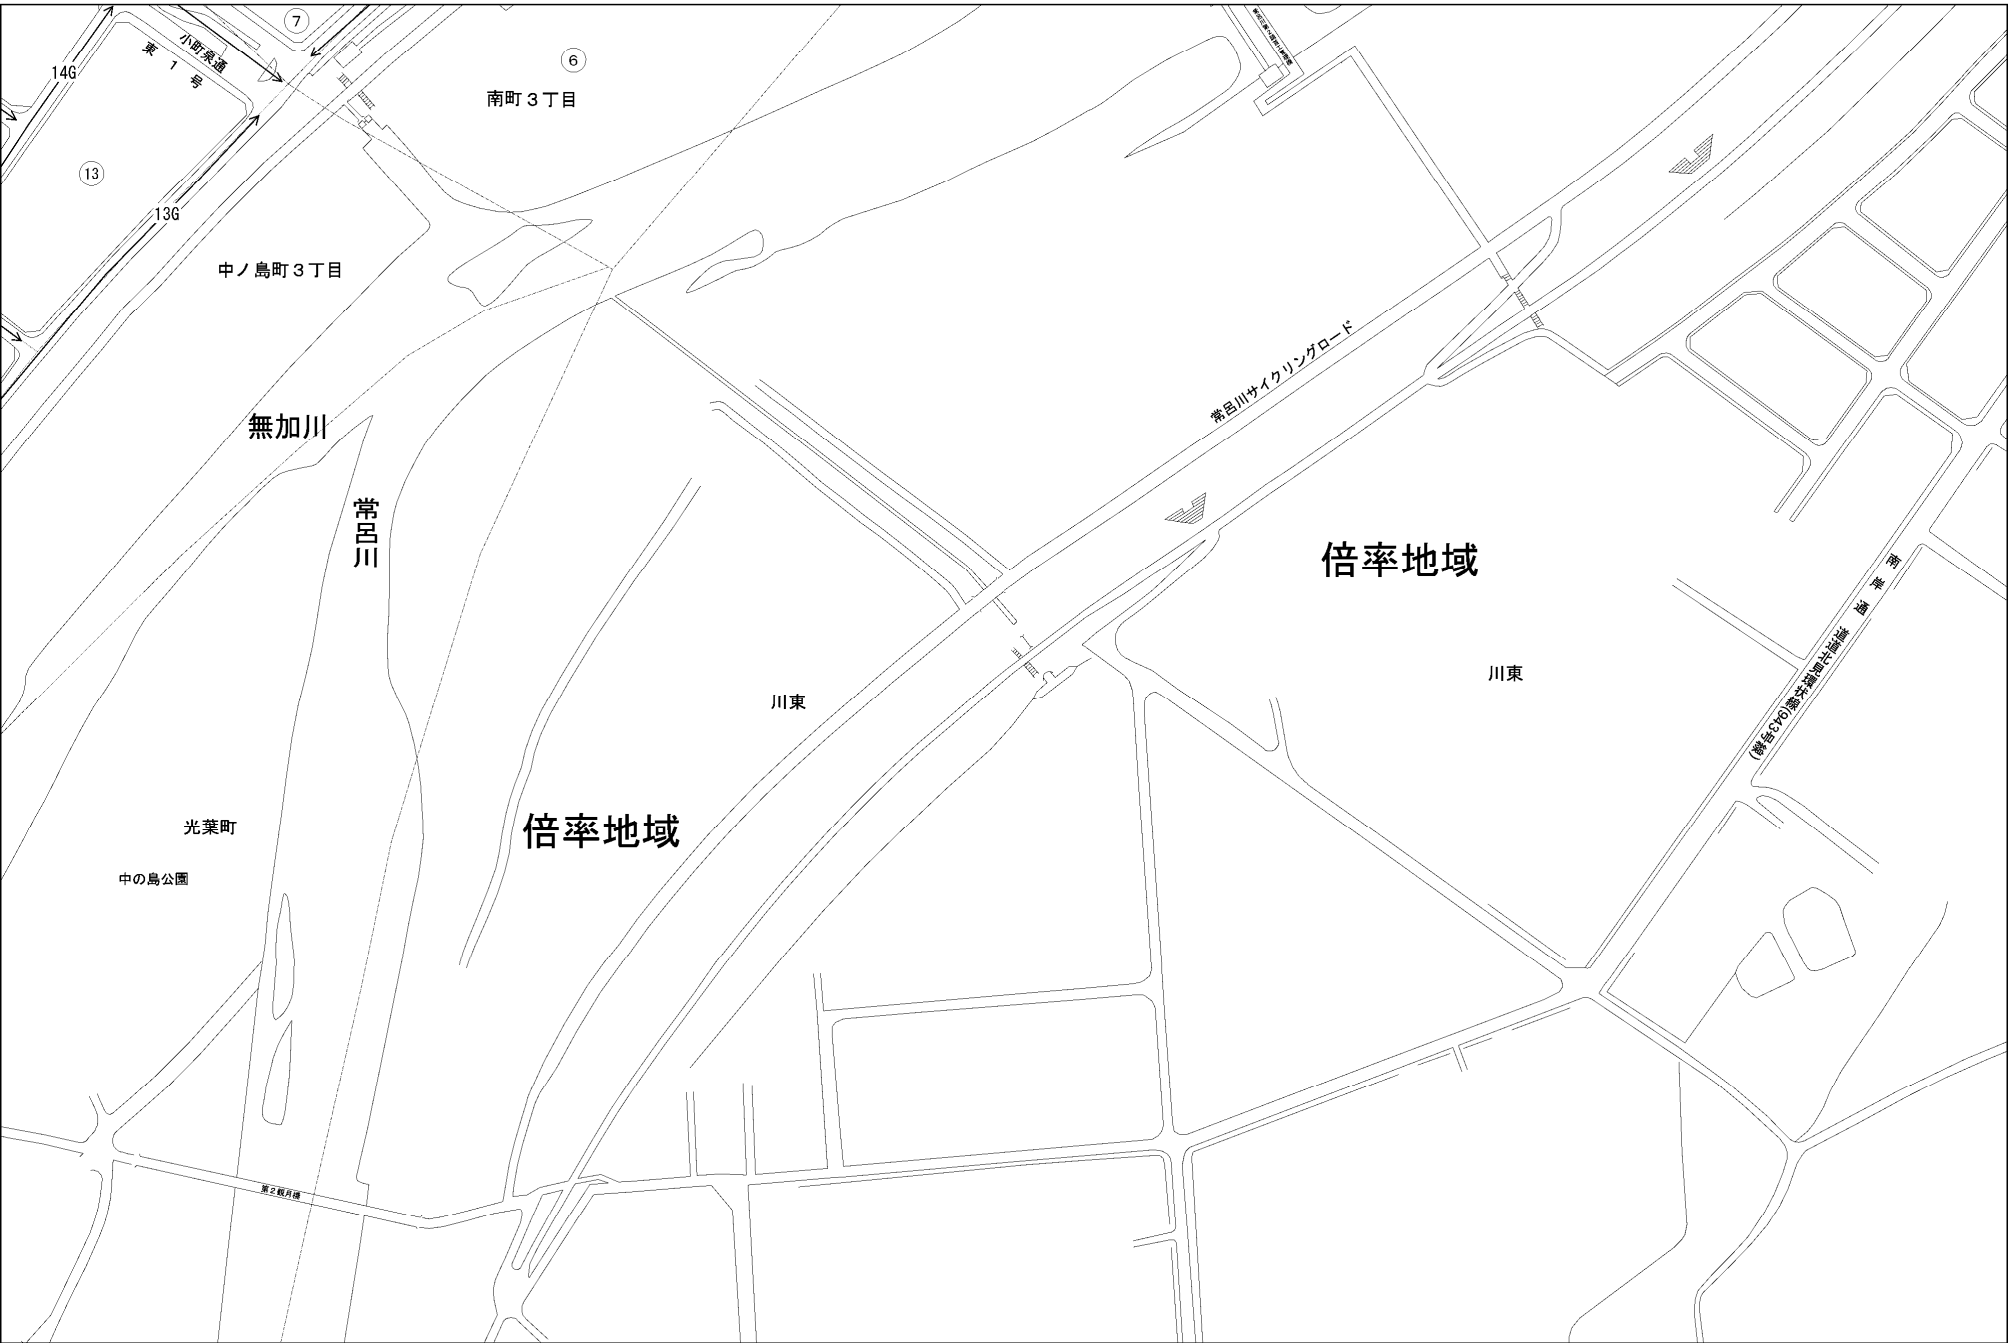 7
小町泉通
東1号
14G
6
南町3丁目
13
13G
中ノ島町3丁目
常呂川サイクリングロード
無加川
常呂川
倍率地域
南岸通
道道北見環状線(943号線)
川東
川東
倍率地域
光葉町
中の島公園
第2観月橋